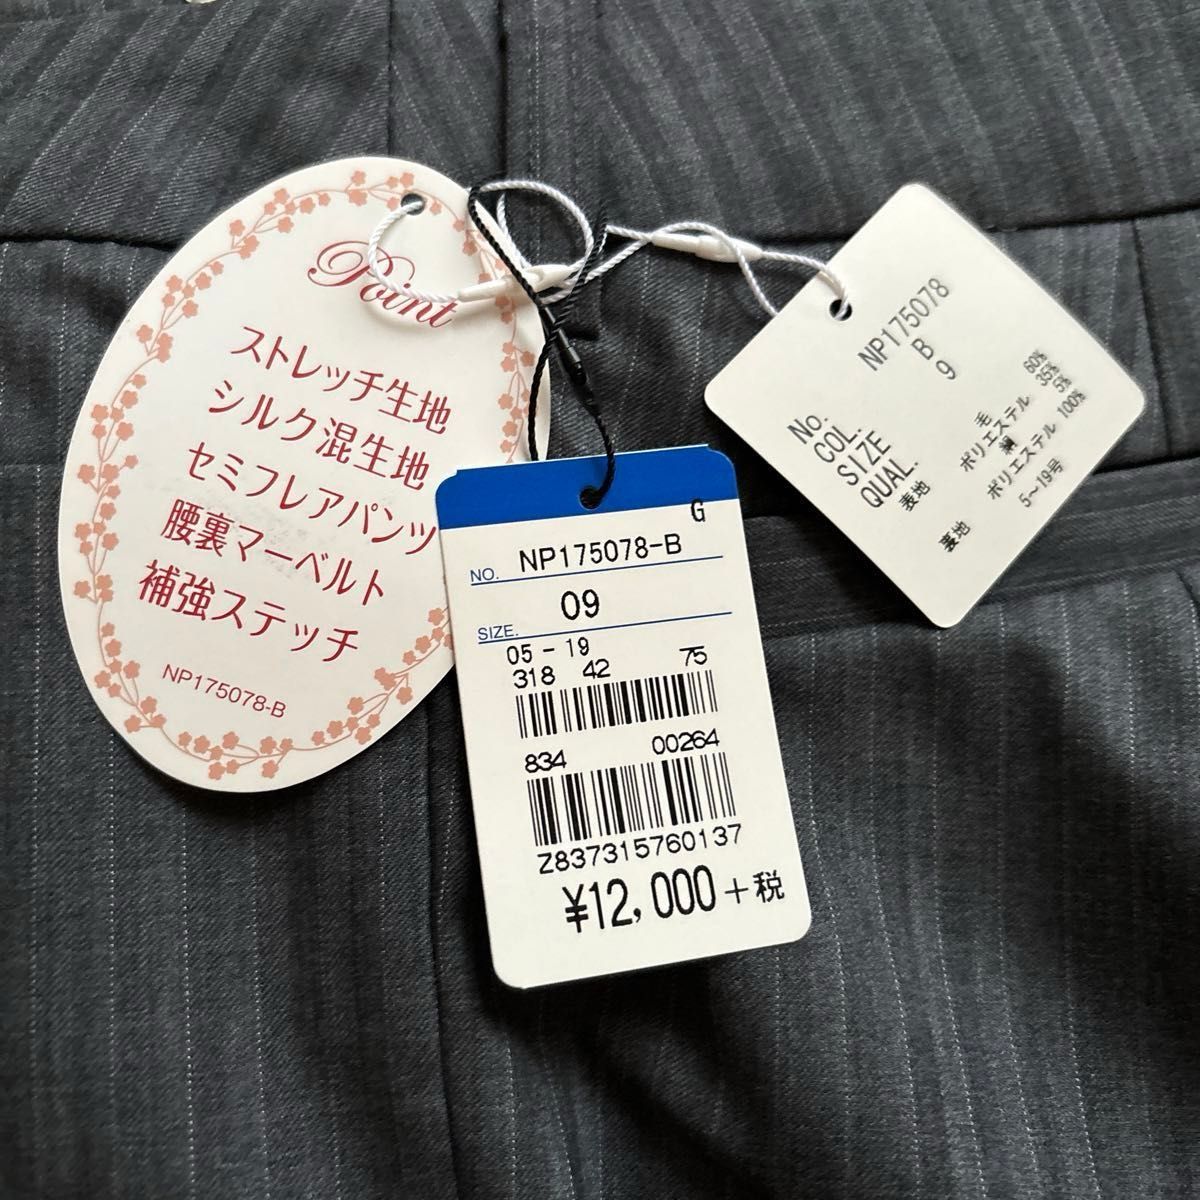 Point
ストレッチ生地
シルク混生地
セミフレアパンツ
腰裏マーベルト
補強ステッチ
NP175078-B
G
NO. NP175078-B
SIZE. 09
05 - 19
318 42 75
834 00264
Z837315760137
¥12,000+税
No. NP175078
COL. B
SIZE 9
QUAL.
表地 毛 60%
ポリエステル 35%
絹 5%
裏地 ポリエステル 100%
5〜19号